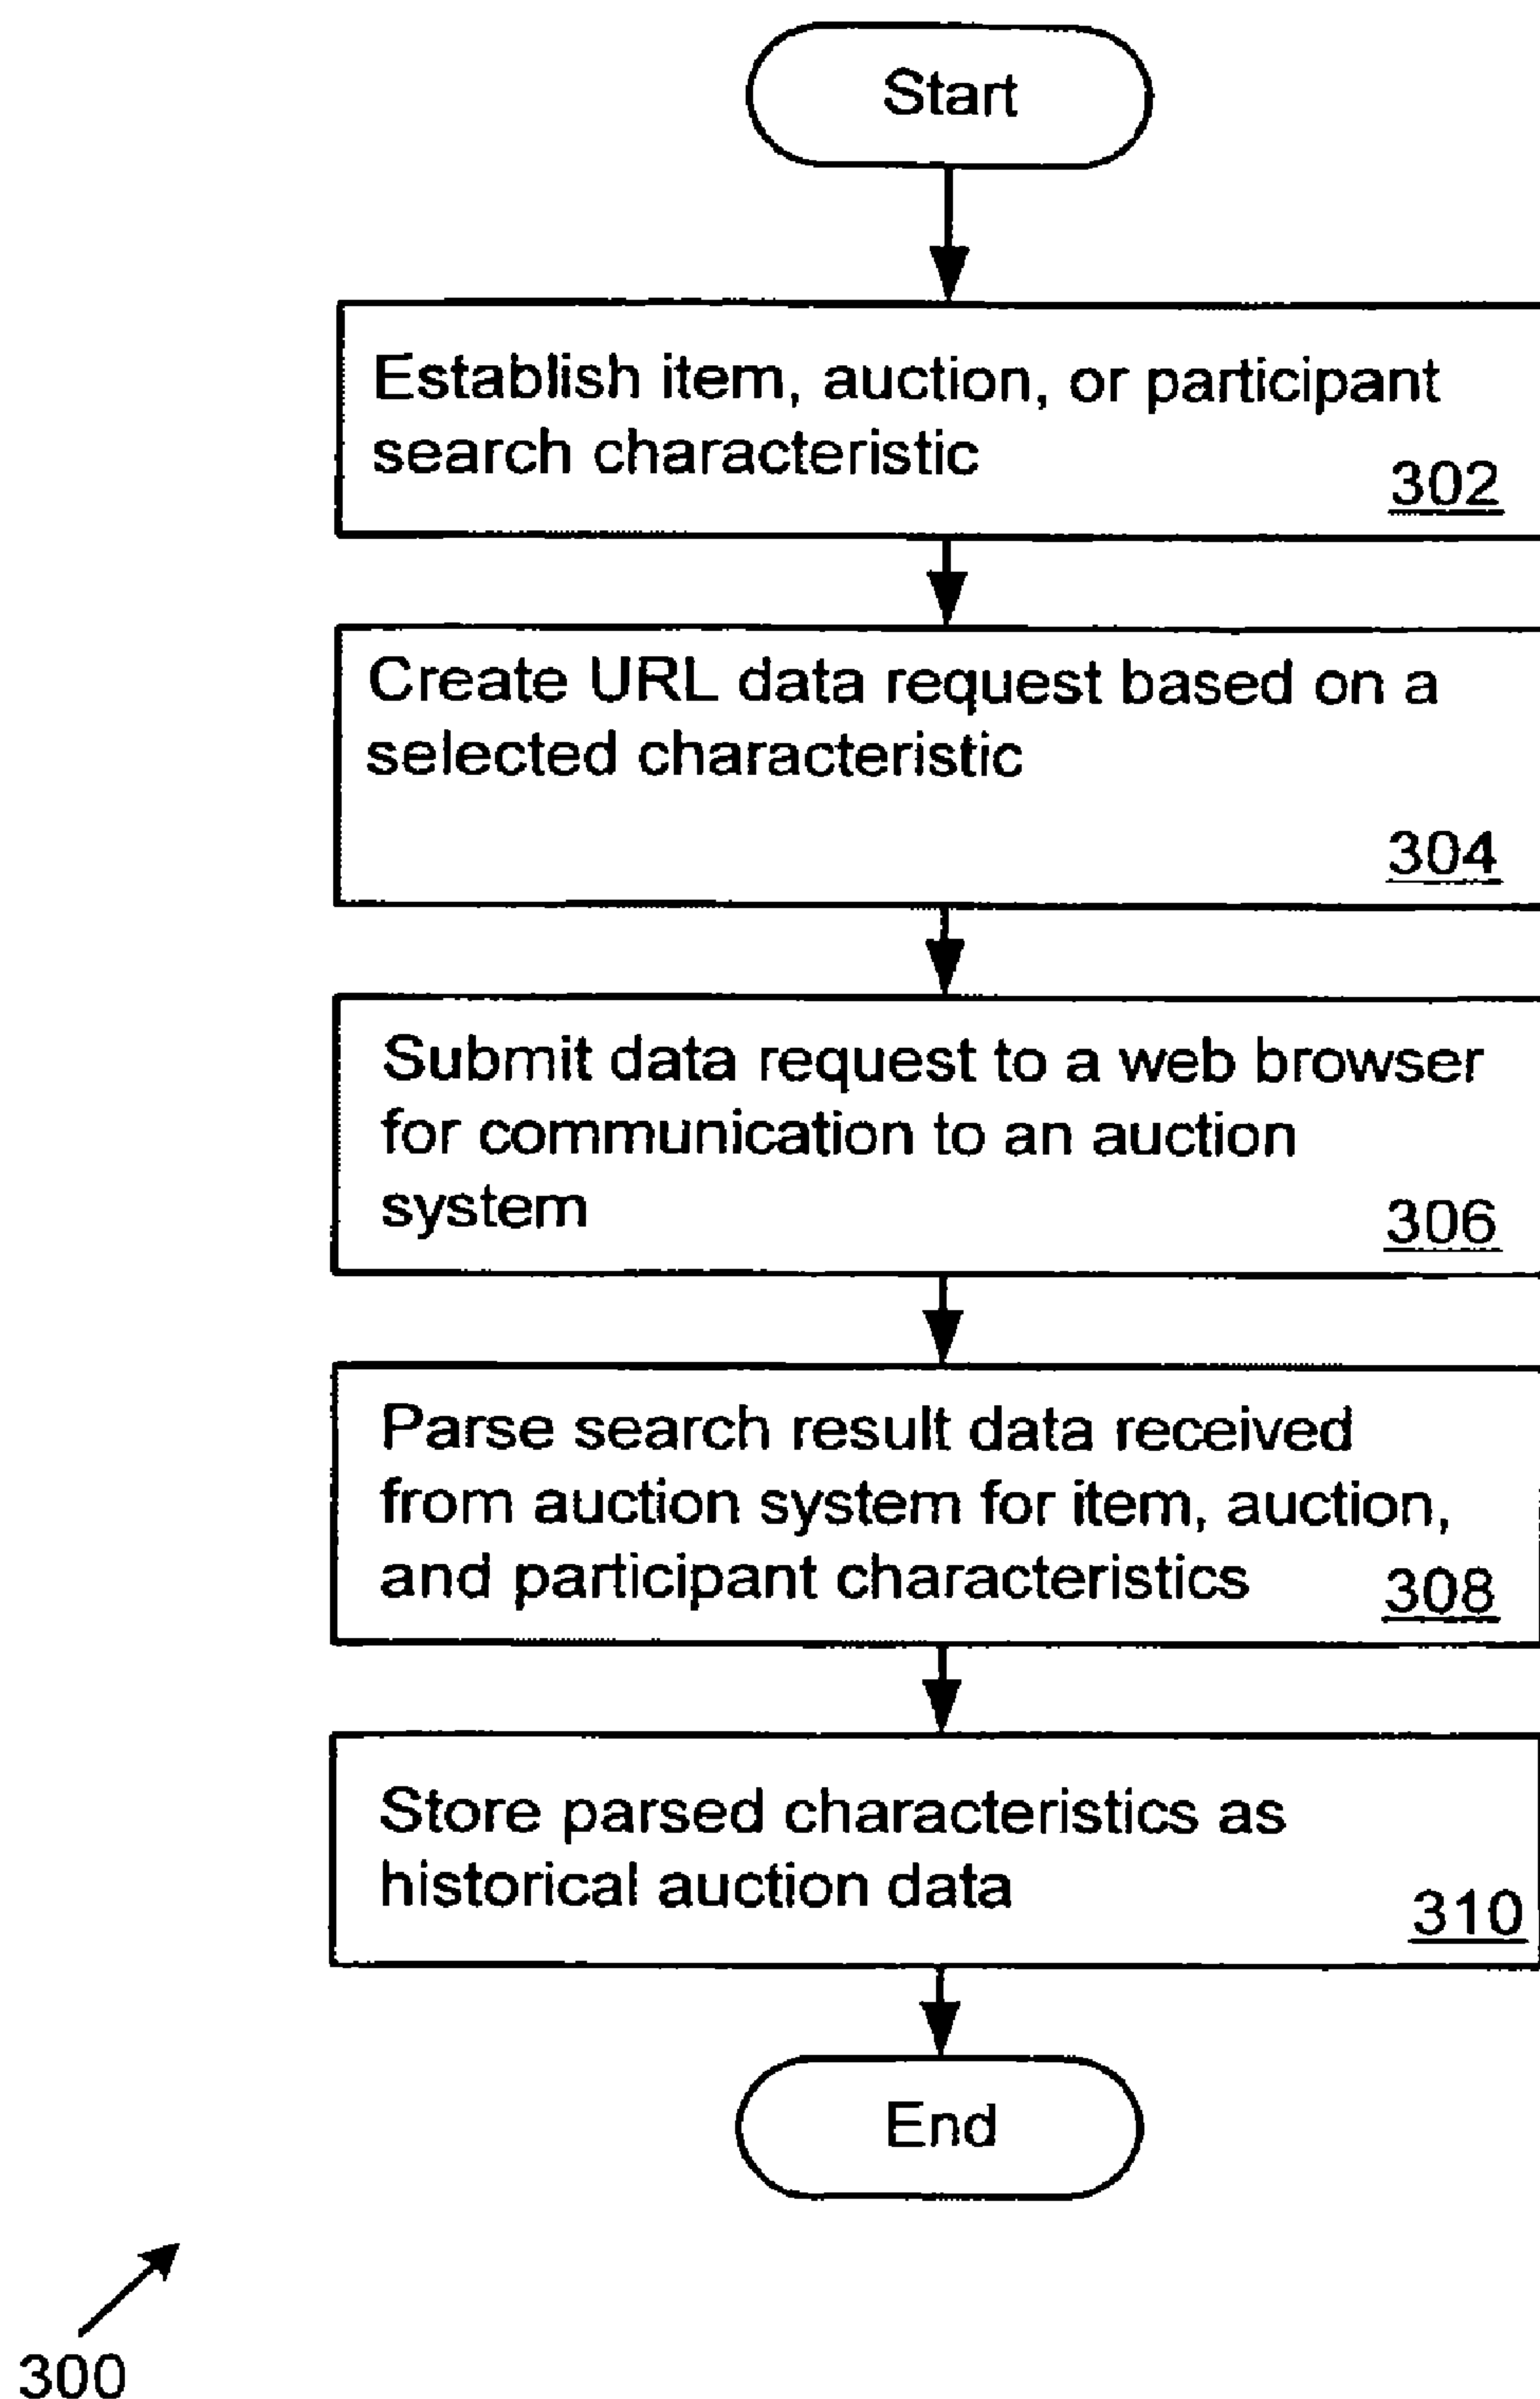 Start
Establish item, auction, or participant
search characteristic
302
Create URL data request based on a
selected characteristic
304
Submit data request to a web browser
for communication to an auction
system
306
Parse search result data received
from auction system for item, auction,
and participant characteristics
308
Store parsed characteristics as
historical auction data
310
End
300